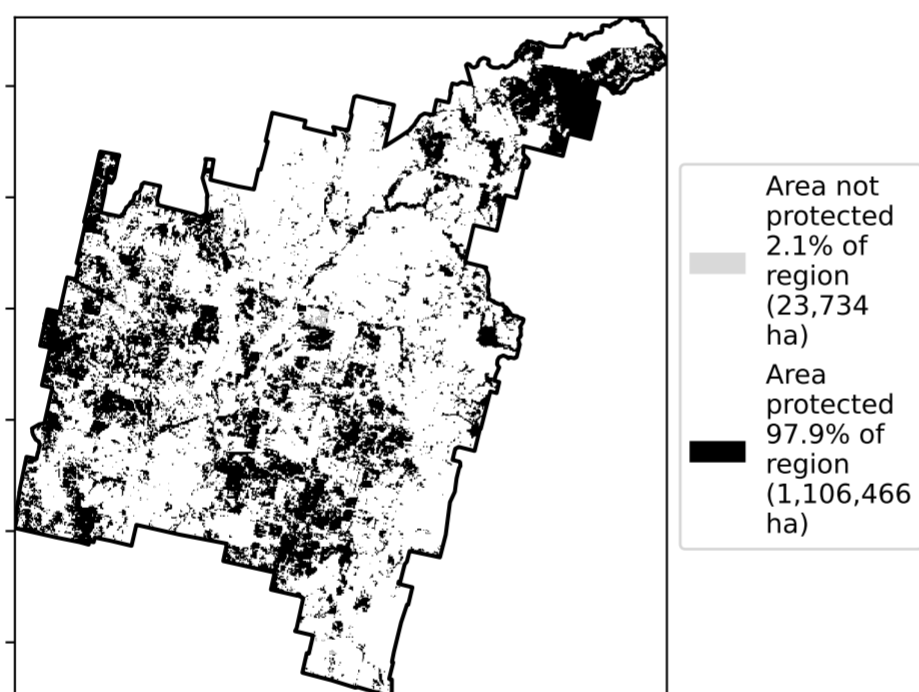 Area not
protected
2.1% of
region
(23,734
ha)
Area
protected
97.9% of
region
(1,106,466
ha)